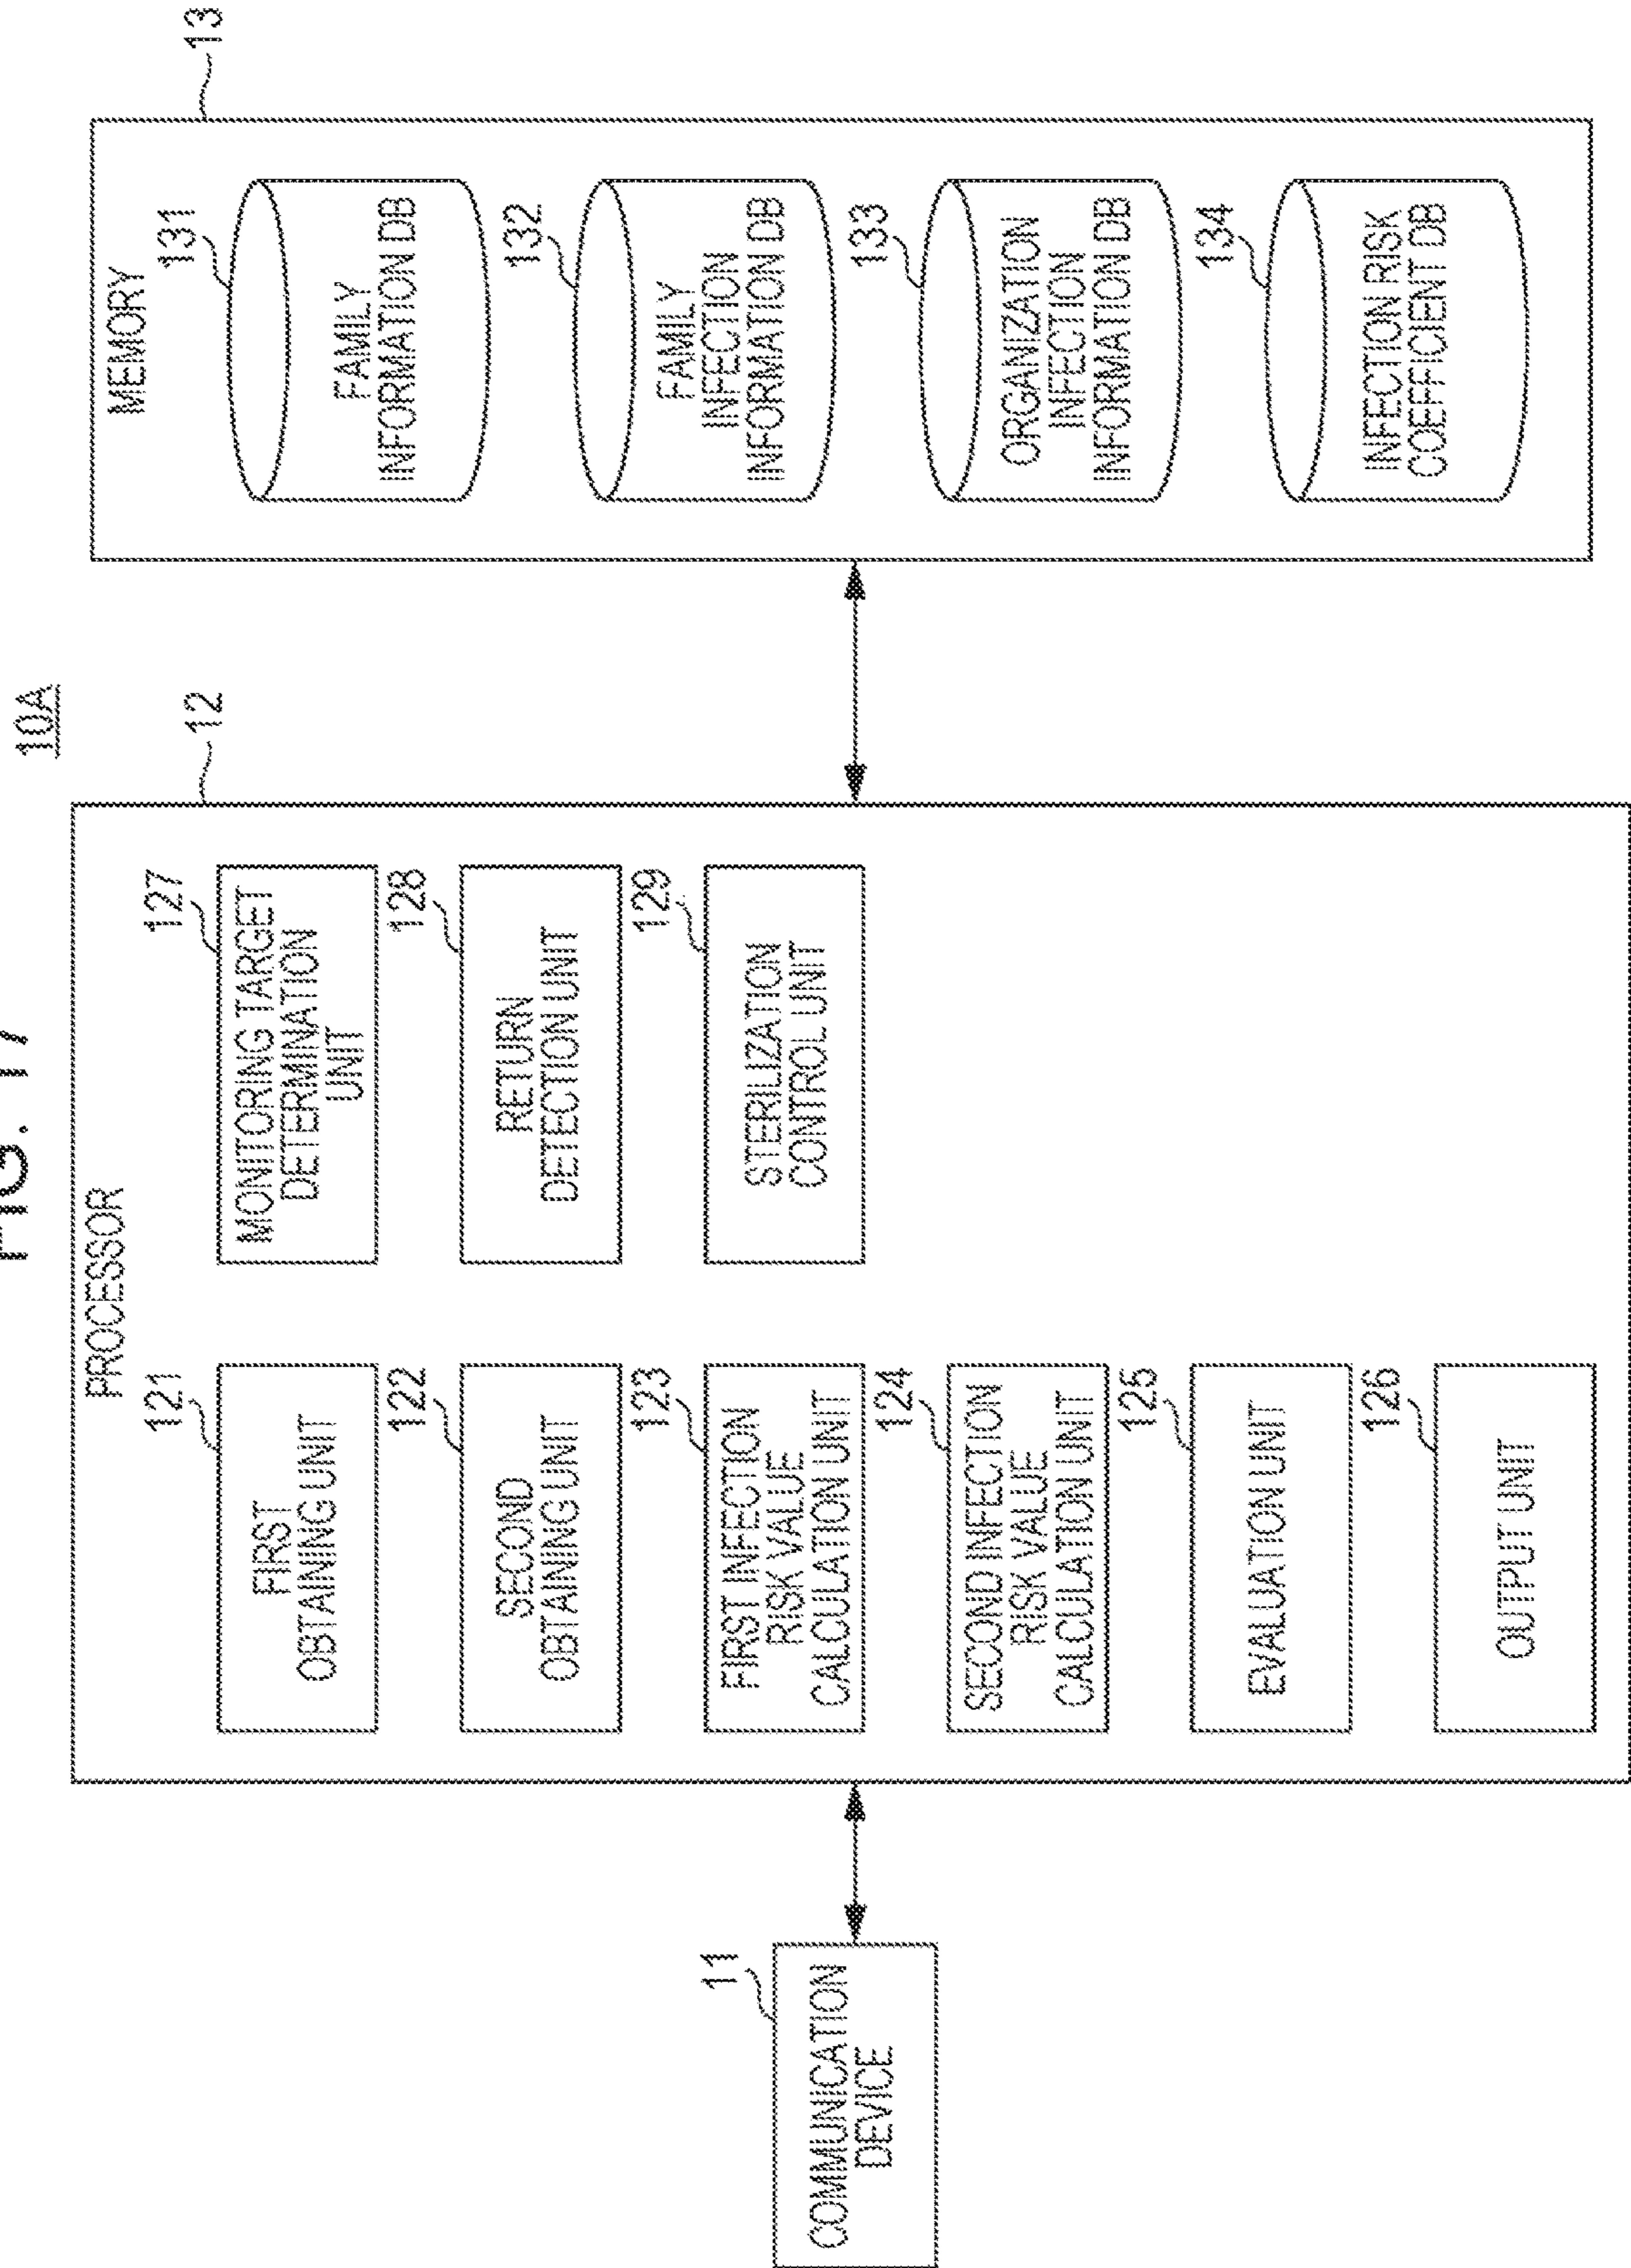 FIG. 17
10A
11
COMMUNICATION
DEVICE
12
PROCESSOR
121
FIRST
OBTAINING UNIT
122
SECOND
OBTAINING UNIT
123
FIRST INFECTION
RISK VALUE
CALCULATION UNIT
124
SECOND INFECTION
RISK VALUE
CALCULATION UNIT
125
EVALUATION UNIT
126
OUTPUT UNIT
127
MONITORING TARGET
DETERMINATION
UNIT
128
RETURN
DETECTION UNIT
129
STERILIZATION
CONTROL UNIT
13
MEMORY
131
FAMILY
INFORMATION DB
132
FAMILY
INFECTION
INFORMATION DB
133
ORGANIZATION
INFECTION
INFORMATION DB
134
INFECTION RISK
COEFFICIENT DB